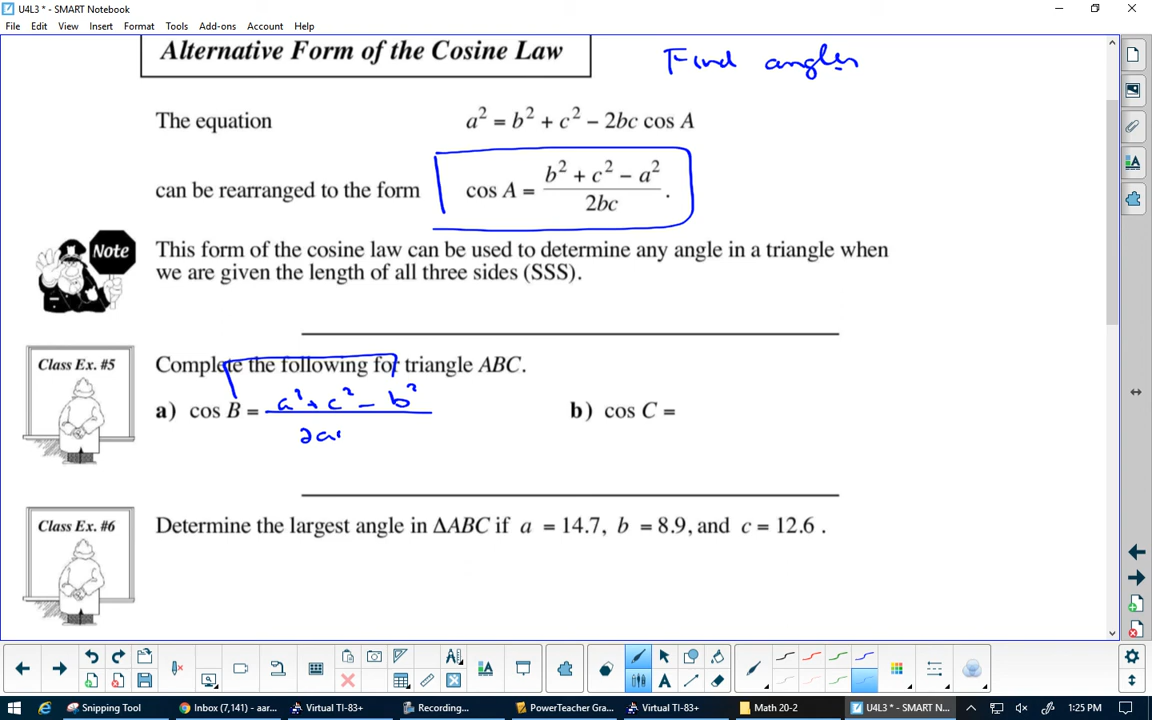 U4L3 * - SMART Notebook
File Edit View Insert Format Tools Add-ons Account Help
Alternative Form of the Cosine Law
Find angles
The equation a² = b² + c² − 2bc cos A
can be rearranged to the form cos A = (b² + c² − a²) / 2bc .
Note
This form of the cosine law can be used to determine any angle in a triangle when
we are given the length of all three sides (SSS).
Class Ex. #5
Complete the following for triangle ABC.
a) cos B = (a² + c² − b²) / 2a
b) cos C =
Class Ex. #6
Determine the largest angle in ΔABC if a = 14.7, b = 8.9, and c = 12.6 .
Snipping Tool Inbox (7,141) - aar... Virtual TI-83+ Recording... PowerTeacher Gra... Virtual TI-83+ Math 20-2 U4L3 * - SMART N... 1:25 PM